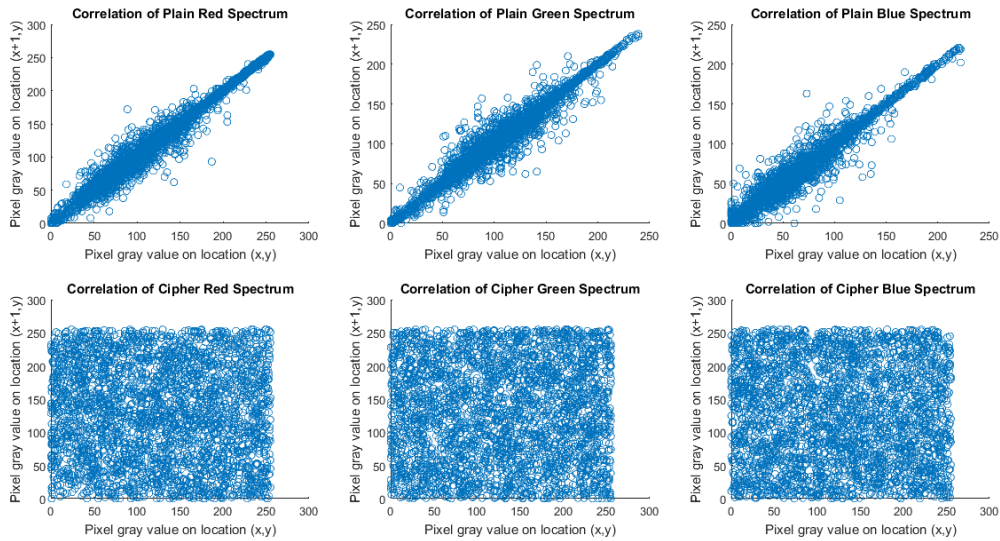 Correlation of Plain Red Spectrum
Pixel gray value on location (x+1,y)
300
250
200
150
100
50
0
0 50 100 150 200 250 300
Pixel gray value on location (x,y)
Correlation of Plain Green Spectrum
Pixel gray value on location (x+1,y)
250
200
150
100
50
0
0 50 100 150 200 250
Pixel gray value on location (x,y)
Correlation of Plain Blue Spectrum
Pixel gray value on location (x+1,y)
250
200
150
100
50
0
0 50 100 150 200 250
Pixel gray value on location (x,y)
Correlation of Cipher Red Spectrum
Pixel gray value on location (x+1,y)
300
250
200
150
100
50
0
0 50 100 150 200 250 300
Pixel gray value on location (x,y)
Correlation of Cipher Green Spectrum
Pixel gray value on location (x+1,y)
300
250
200
150
100
50
0
0 50 100 150 200 250 300
Pixel gray value on location (x,y)
Correlation of Cipher Blue Spectrum
Pixel gray value on location (x+1,y)
300
250
200
150
100
50
0
0 50 100 150 200 250 300
Pixel gray value on location (x,y)